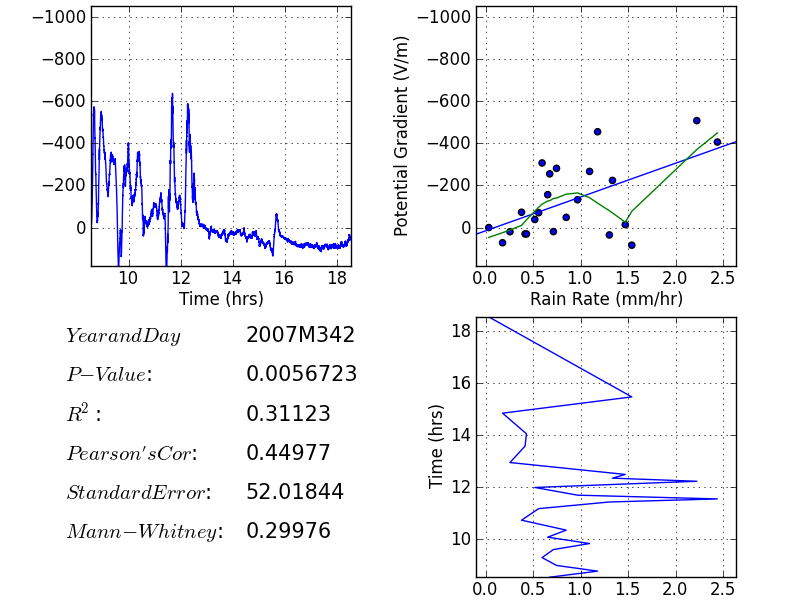 −1000
−800
−600
−400
−200
0
10 12 14 16 18
Time (hrs)
Potential Gradient (V/m)
−1000
−800
−600
−400
−200
0
0.0 0.5 1.0 1.5 2.0 2.5
Rain Rate (mm/hr)
YearandDay 2007M342
P−Value: 0.0056723
R²: 0.31123
Pearson'sCor: 0.44977
StandardError: 52.01844
Mann−Whitney: 0.29976
Time (hrs)
18
16
14
12
10
0.0 0.5 1.0 1.5 2.0 2.5